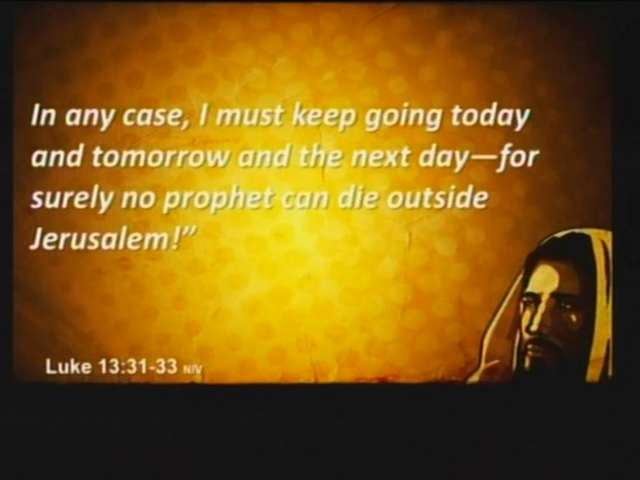 In any case, I must keep going today
and tomorrow and the next day—for
surely no prophet can die outside
Jerusalem!”
Luke 13:31-33 NIV